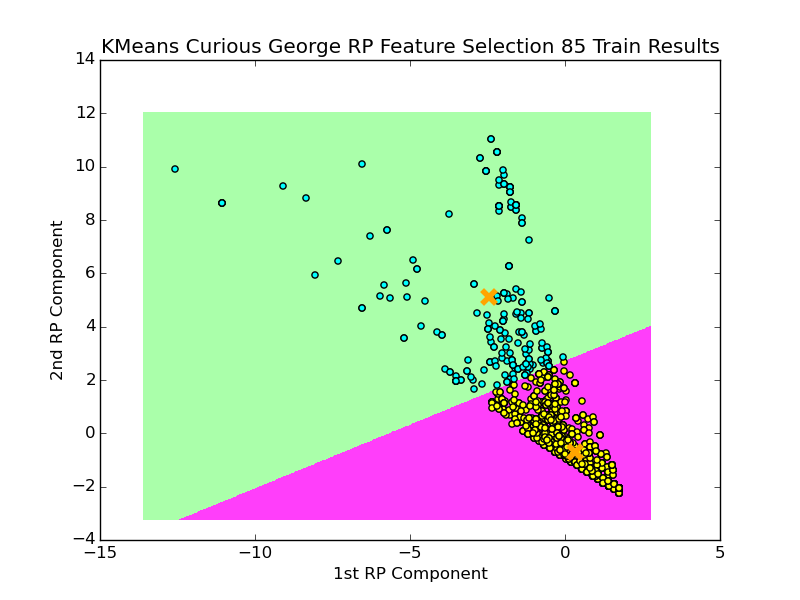 KMeans Curious George RP Feature Selection 85 Train Results
14
12
10
8
6
4
2
0
−2
−4
2nd RP Component
−15 −10 −5 0 5
1st RP Component